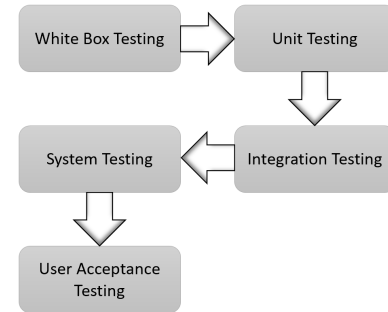 White Box Testing
Unit Testing
Integration Testing
System Testing
User Acceptance
Testing